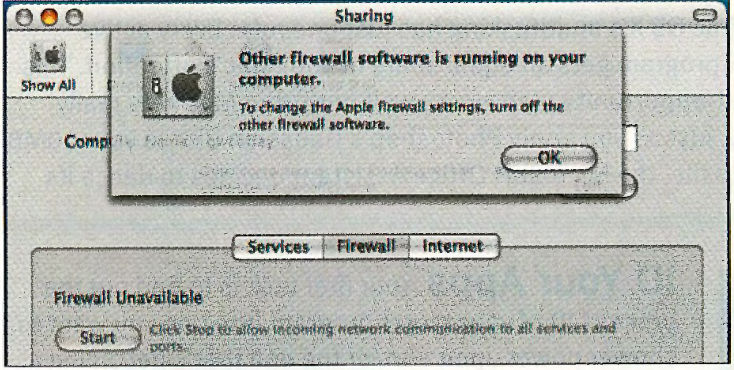 Sharing
Show All
Other firewall software is running on your
computer.
To change the Apple firewall settings, turn off the
other firewall software.
Comp
OK
Services Firewall Internet
Firewall Unavailable
Start
Click Stop to allow incoming network communication to all services and
ports.